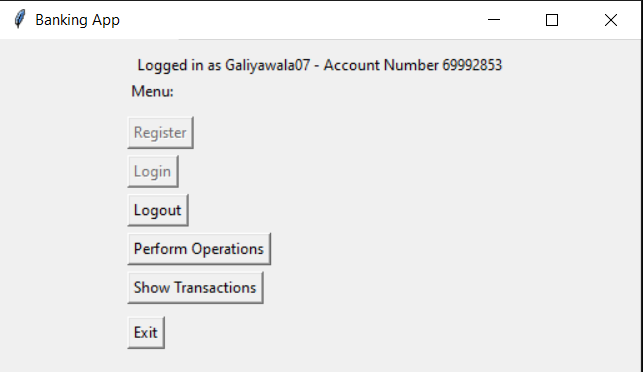 Banking App
Logged in as Galiyawala07 - Account Number 69992853
Menu:
Register
Login
Logout
Perform Operations
Show Transactions
Exit